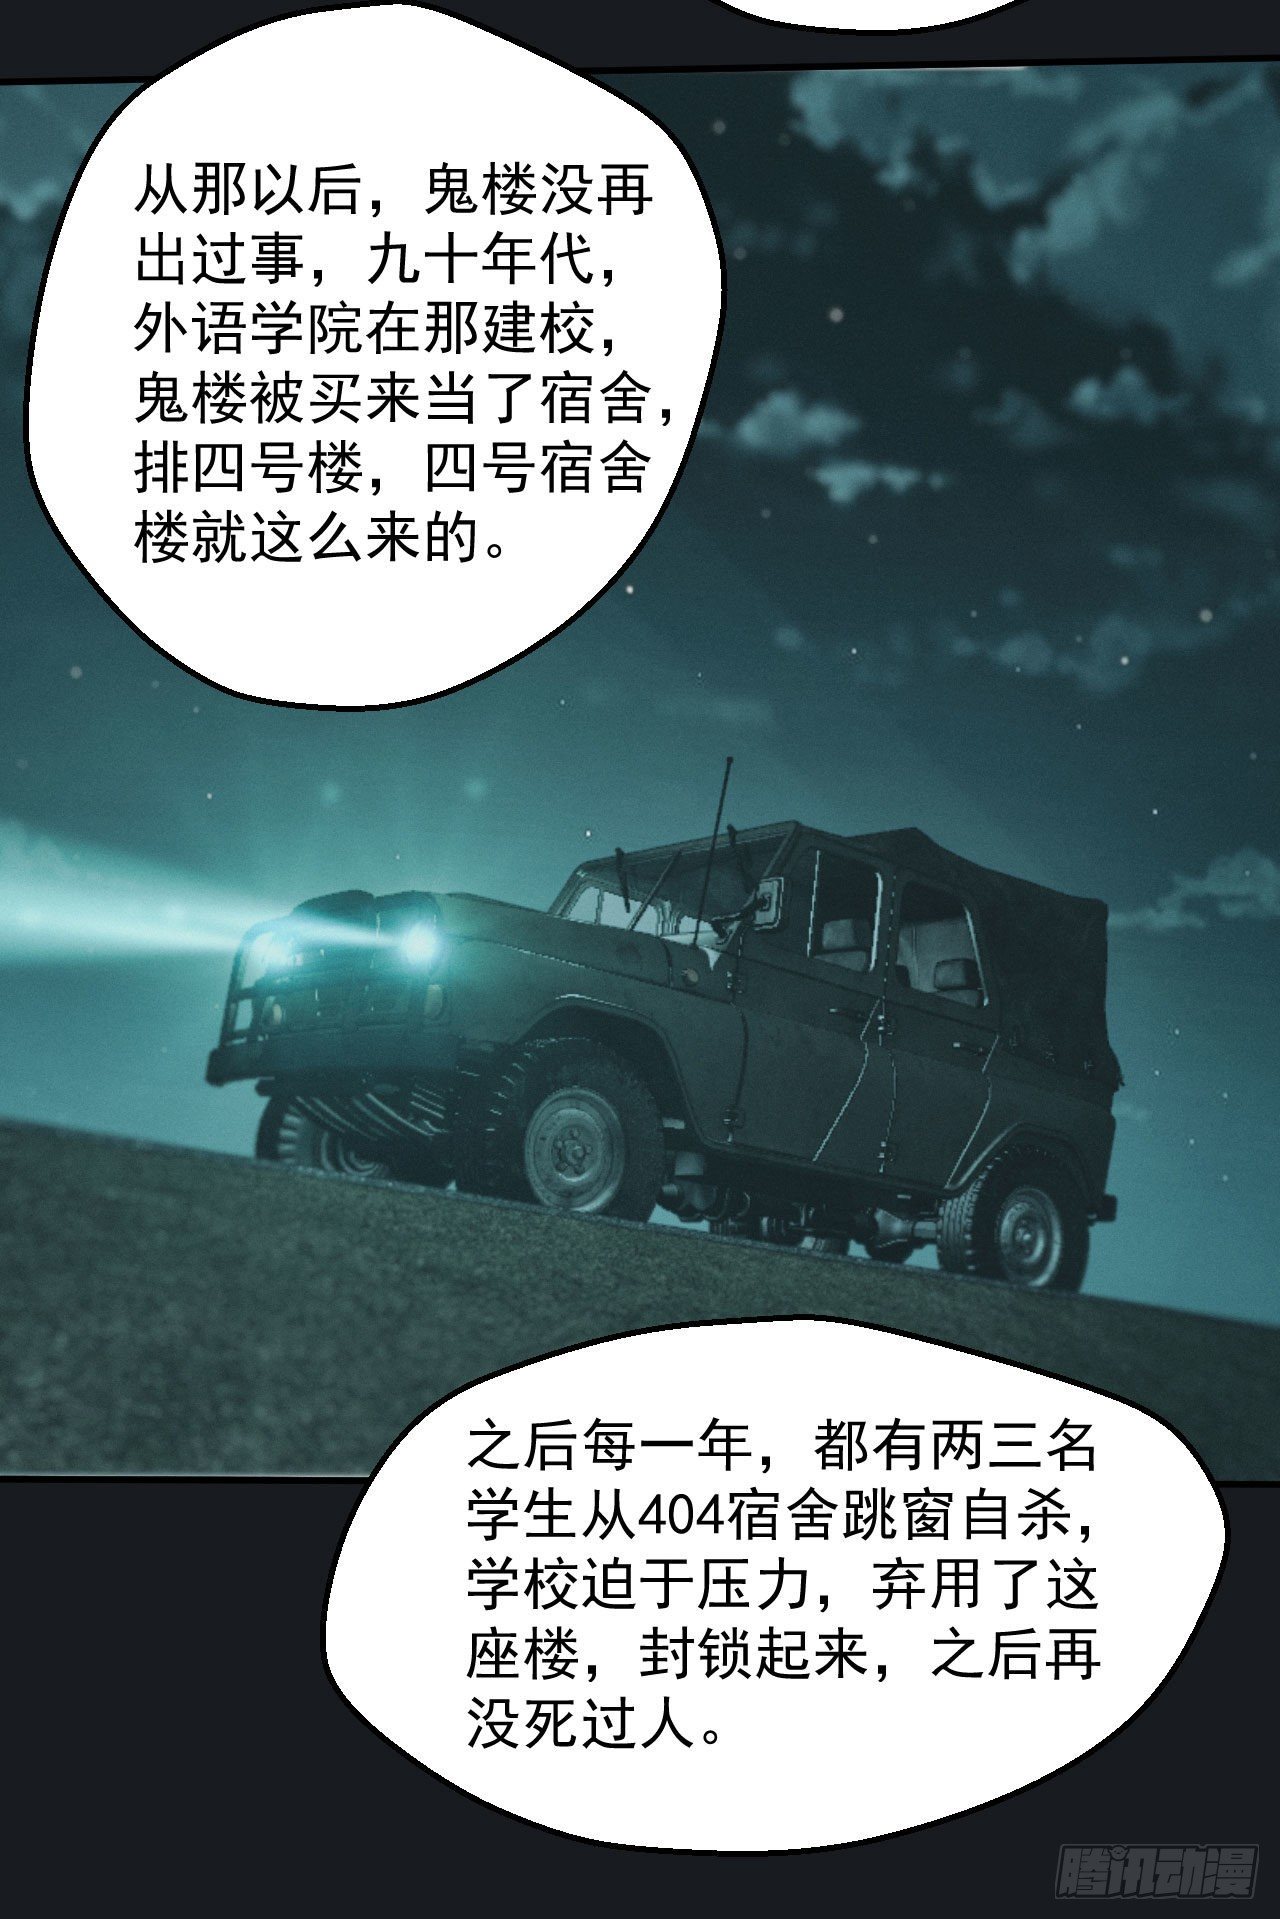 从那以后，鬼楼没再
出过事，九十年代，
外语学院在那建校，
鬼楼被买来当了宿舍，
排四号楼，四号宿舍
楼就这么来的。
之后每一年，都有两三名
学生从404宿舍跳窗自杀，
学校迫于压力，弃用了这
座楼，封锁起来，之后再
没死过人。
腾讯动漫